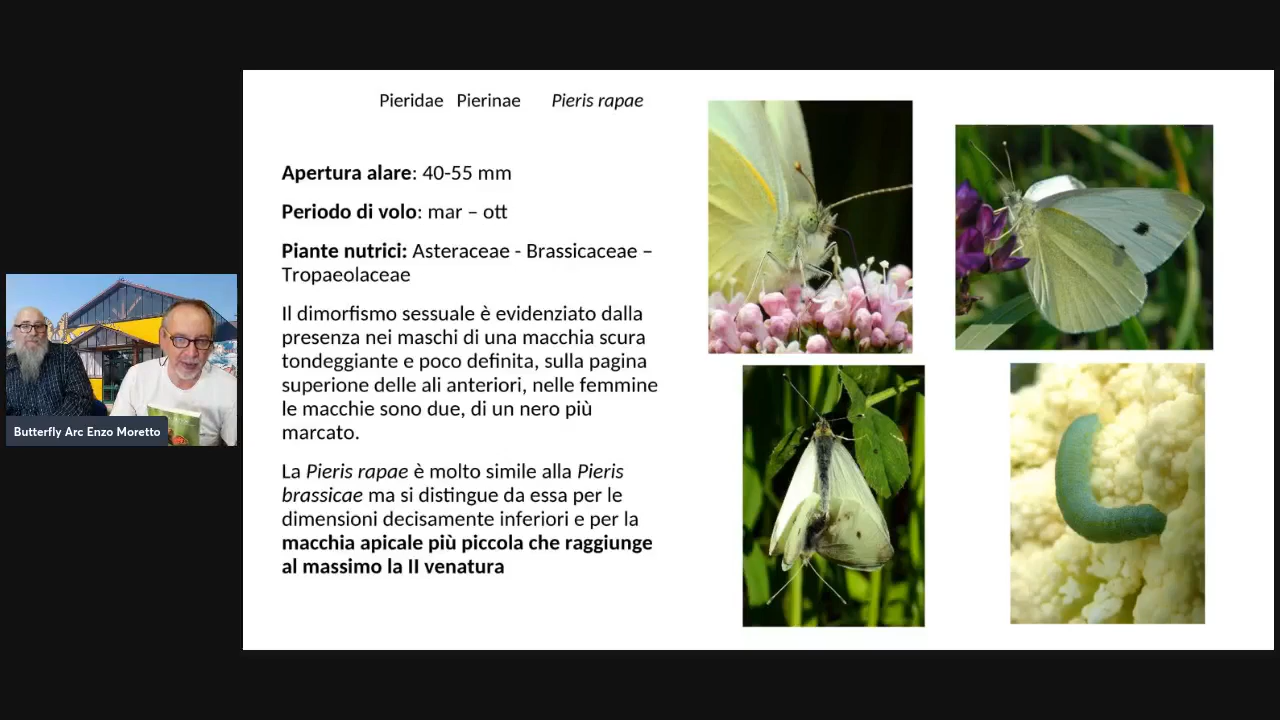 Pieridae Pierinae Pieris rapae
Apertura alare: 40-55 mm
Periodo di volo: mar – ott
Piante nutrici: Asteraceae - Brassicaceae –
Tropaeolaceae
Il dimorfismo sessuale è evidenziato dalla
presenza nei maschi di una macchia scura
tondeggiante e poco definita, sulla pagina
superione delle ali anteriori, nelle femmine
le macchie sono due, di un nero più
marcato.
La Pieris rapae è molto simile alla Pieris
brassicae ma si distingue da essa per le
dimensioni decisamente inferiori e per la
macchia apicale più piccola che raggiunge
al massimo la II venatura
Butterfly Arc Enzo Moretto